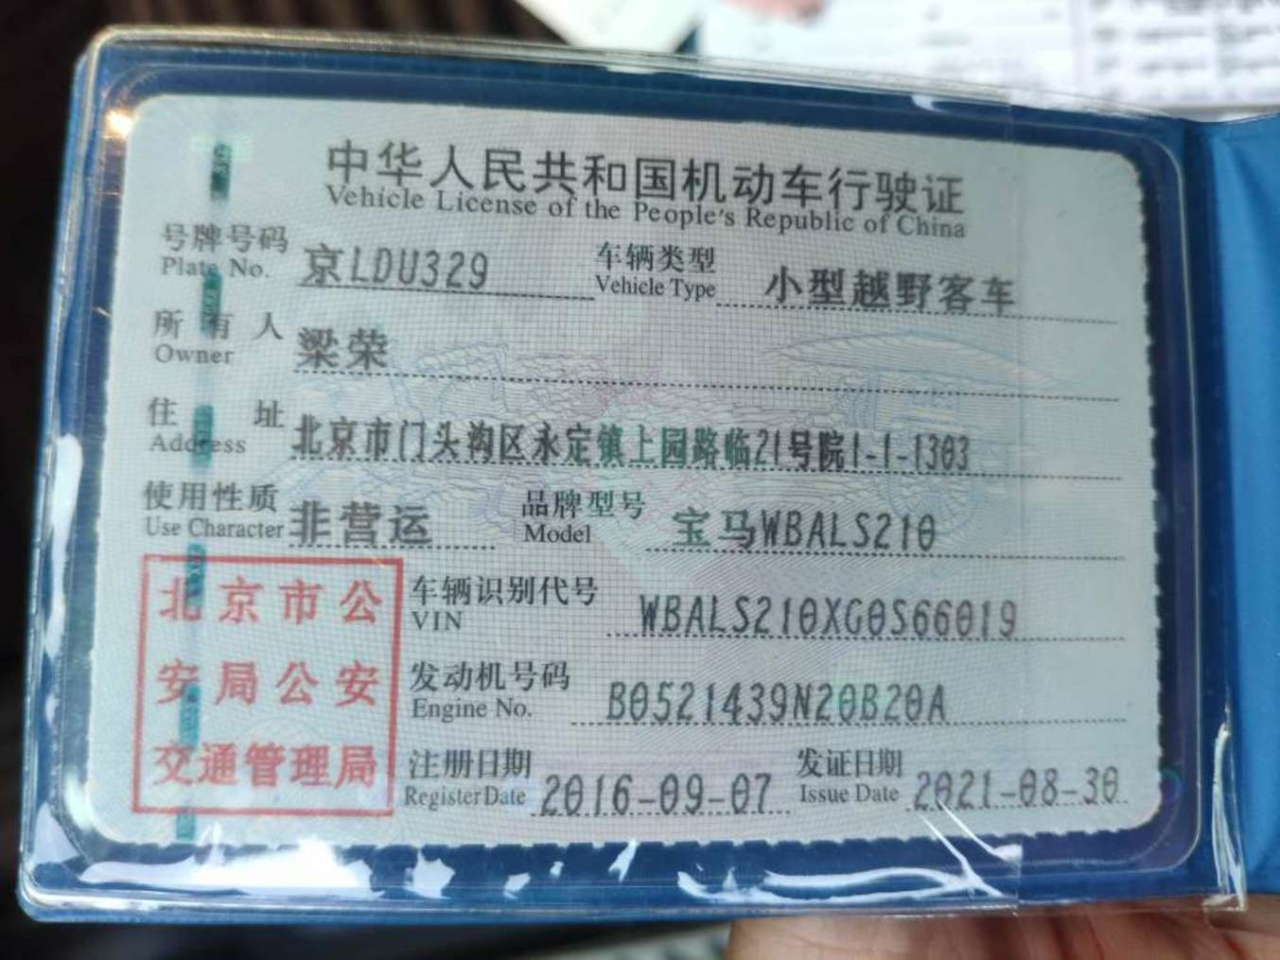 中华人民共和国机动车行驶证
Vehicle License of the People's Republic of China
号牌号码 京LDU329 车辆类型 小型越野客车
Plate No. Vehicle Type
所有人 梁荣
Owner
住址 北京市门头沟区永定镇上园路临21号院1-1-1303
Address
使用性质 非营运 品牌型号 宝马WBALS210
Use Character Model
北京市公
安局公安
交通管理局
车辆识别代号 WBALS210XG0S66019
VIN
发动机号码 B0521439N20B20A
Engine No.
注册日期 2016-09-07 发证日期 2021-08-30
Register Date Issue Date